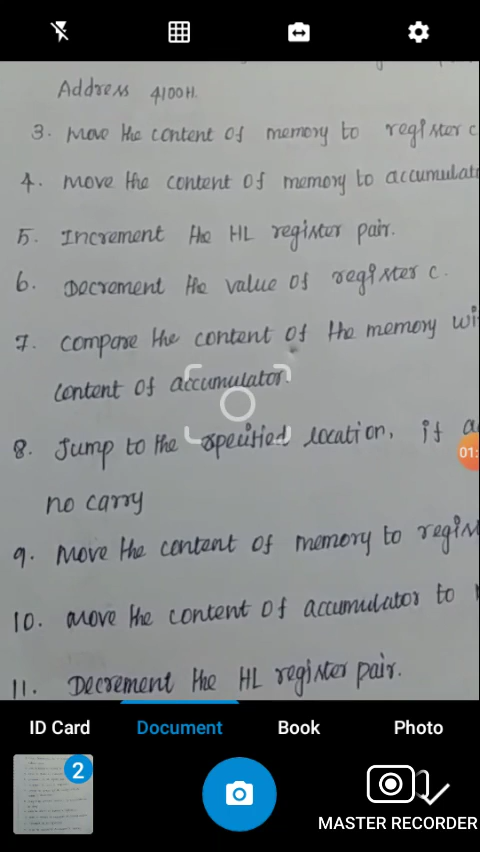 Address 4100H.
3. Move the content of memory to register c
4. Move the content of memory to accumulat
5. Increment the HL register pair.
6. Decrement the value of register c.
7. compare the content of the memory wi
content of accumulator.
8. Jump to the specified location, if a
no carry
01:
9. Move the content of memory to regis
10. Move the content of accumulator to
11. Decrement the HL register pair.
ID Card Document Book Photo
2
MASTER RECORDER